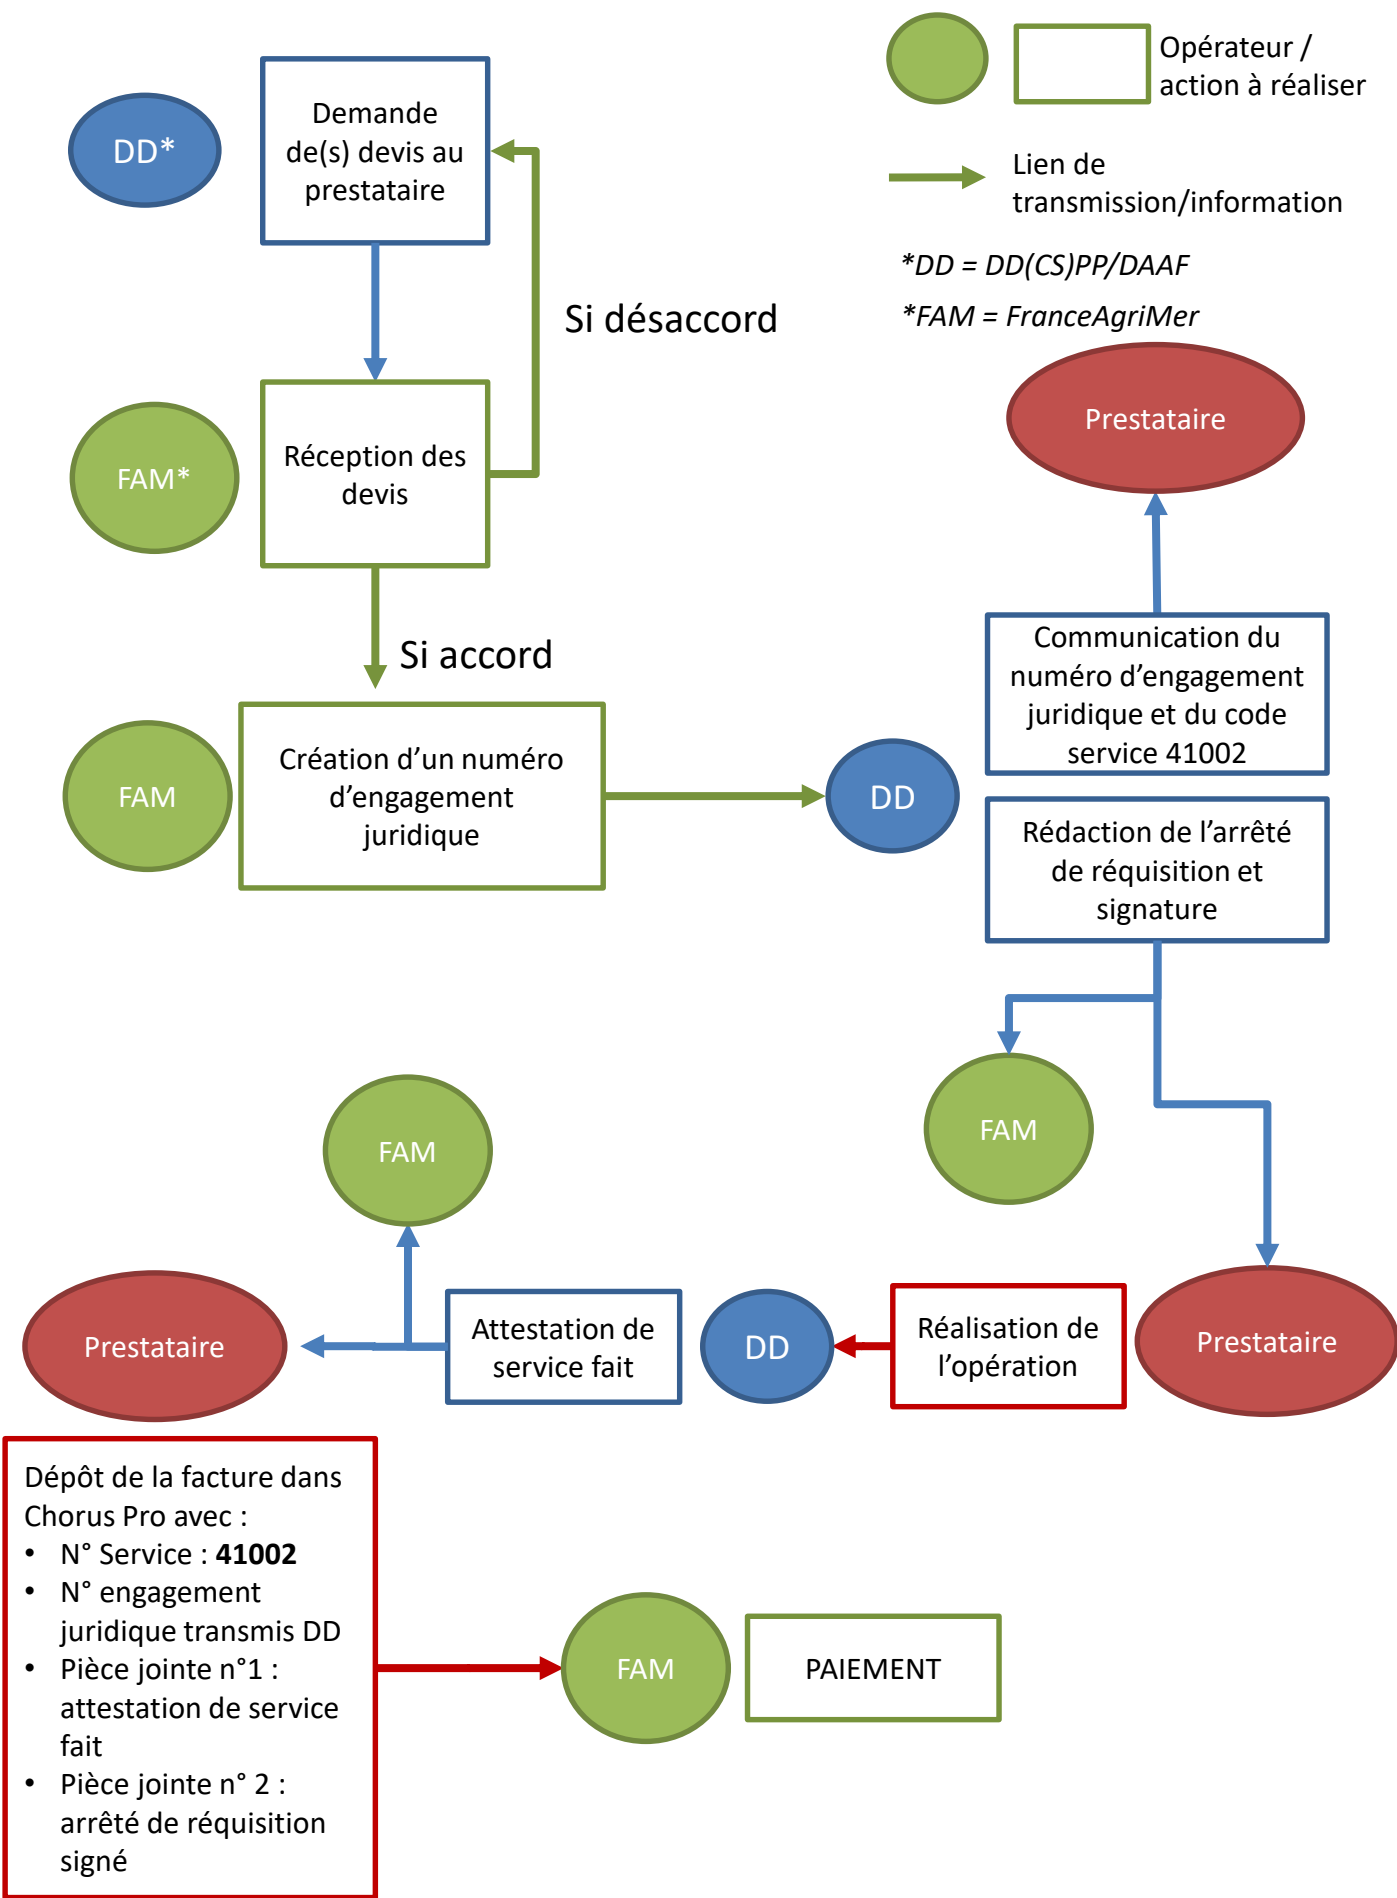 Opérateur /
action à réaliser
Lien de
transmission/information
*DD = DD(CS)PP/DAAF
*FAM = FranceAgriMer
DD*
Demande
de(s) devis au
prestataire
Si désaccord
FAM*
Réception des
devis
Si accord
FAM
Création d’un numéro
d’engagement
juridique
DD
Prestataire
Communication du
numéro d’engagement
juridique et du code
service 41002
Rédaction de l’arrêté
de réquisition et
signature
FAM
Prestataire
Réalisation de
l’opération
DD
Attestation de
service fait
FAM
Prestataire
Dépôt de la facture dans
Chorus Pro avec :
• N° Service : 41002
• N° engagement
juridique transmis DD
• Pièce jointe n°1 :
attestation de service
fait
• Pièce jointe n° 2 :
arrêté de réquisition
signé
FAM
PAIEMENT